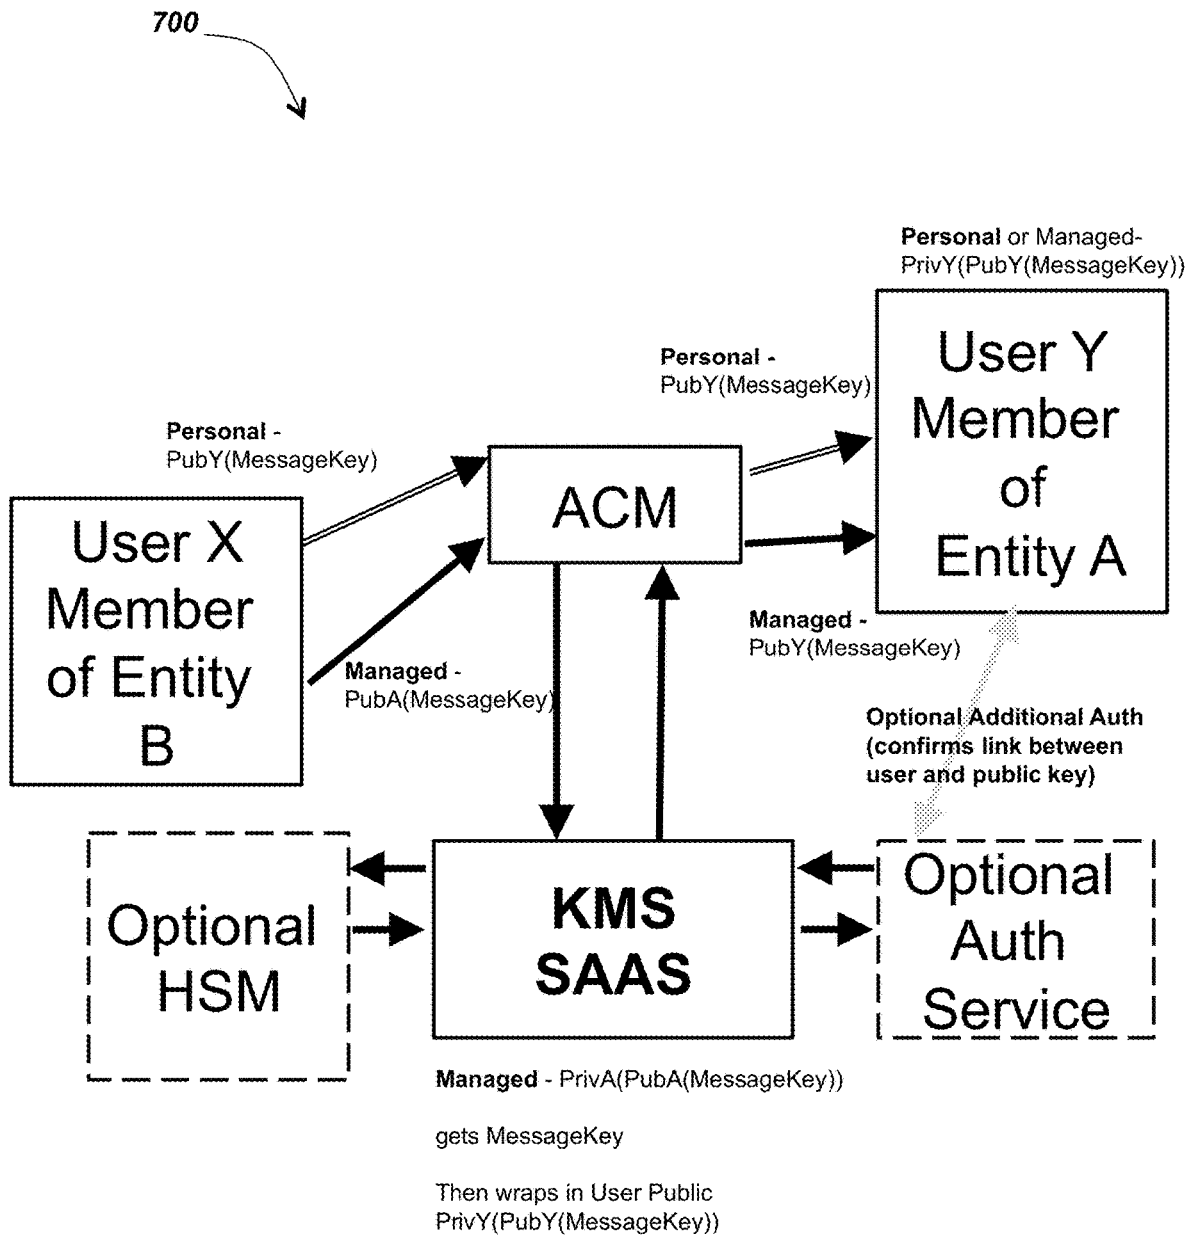 700
Personal or Managed-
PrivY(PubY(MessageKey))
User Y
Member
of
Entity A
Personal -
PubY(MessageKey)
Personal -
PubY(MessageKey)
ACM
User X
Member
of Entity
B
Managed -
PubA(MessageKey)
Managed -
PubY(MessageKey)
Optional Additional Auth
(confirms link between
user and public key)
Optional
HSM
KMS
SAAS
Optional
Auth
Service
Managed - PrivA(PubA(MessageKey))
gets MessageKey
Then wraps in User Public
PrivY(PubY(MessageKey))